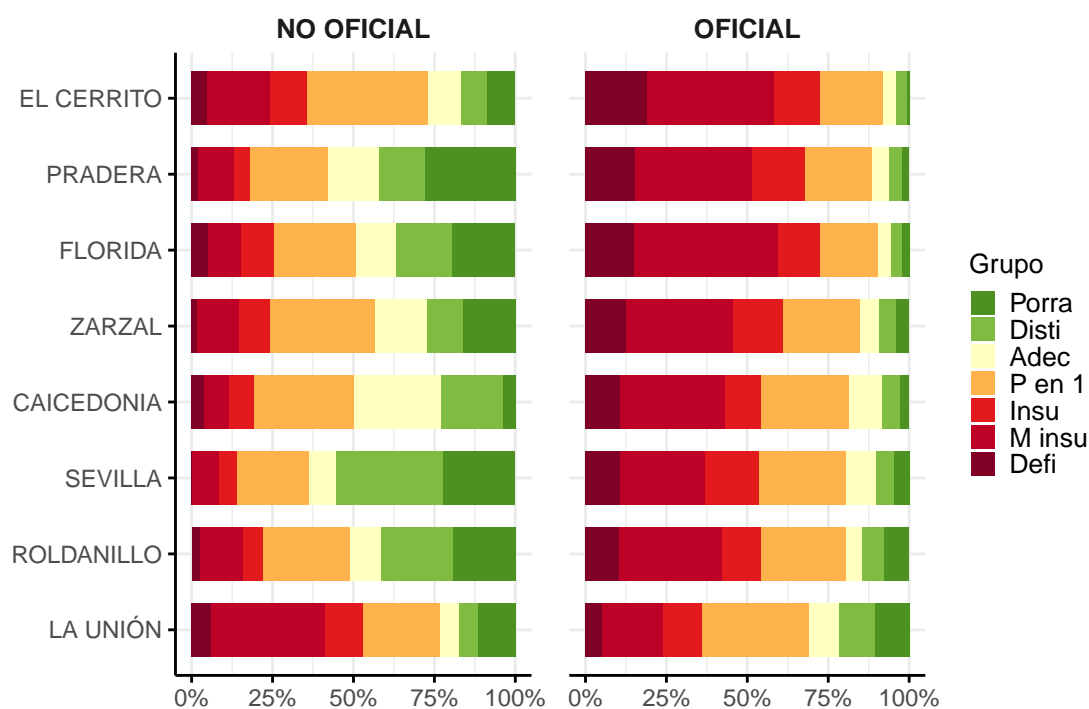 NO OFICIAL
OFICIAL
EL CERRITO
PRADERA
FLORIDA
ZARZAL
CAICEDONIA
SEVILLA
ROLDANILLO
LA UNIÓN
0% 25% 50% 75% 100%
0% 25% 50% 75% 100%
Grupo
Porra
Disti
Adec
P en 1
Insu
M insu
Defi